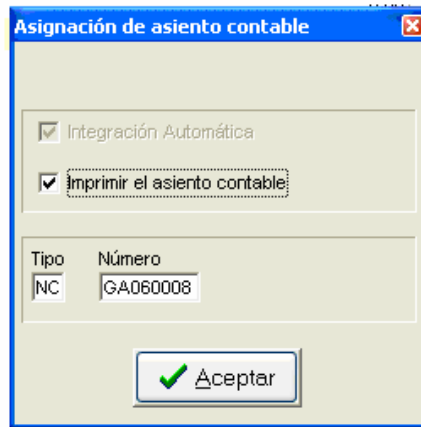 Asignación de asiento contable
Integración Automática
Imprimir el asiento contable
Tipo Número
NC GA060008
Aceptar